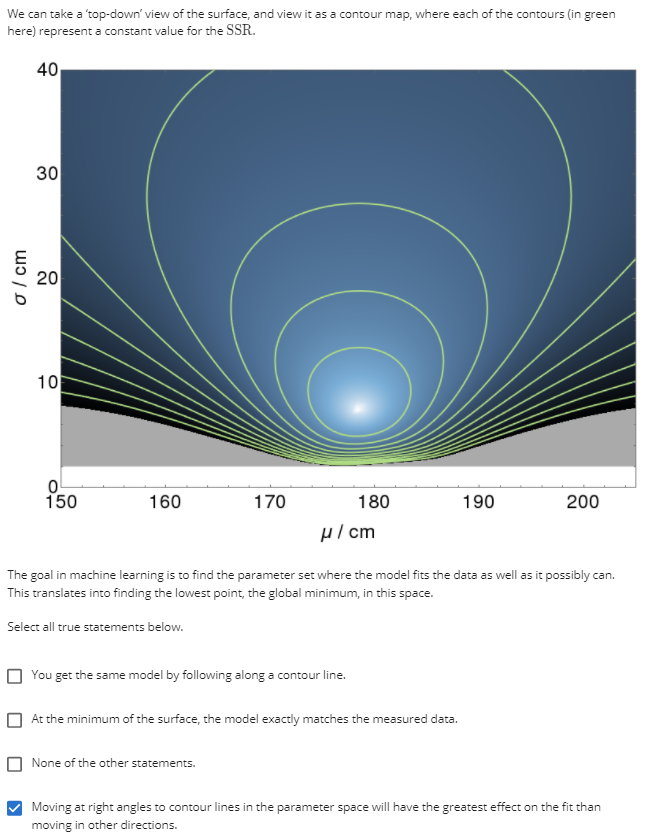 We can take a 'top-down' view of the surface, and view it as a contour map, where each of the contours (in green
here) represent a constant value for the SSR.
40
30
20
10
0
σ / cm
150 160 170 180 190 200
μ / cm
The goal in machine learning is to find the parameter set where the model fits the data as well as it possibly can.
This translates into finding the lowest point, the global minimum, in this space.
Select all true statements below.
You get the same model by following along a contour line.
At the minimum of the surface, the model exactly matches the measured data.
None of the other statements.
Moving at right angles to contour lines in the parameter space will have the greatest effect on the fit than
moving in other directions.